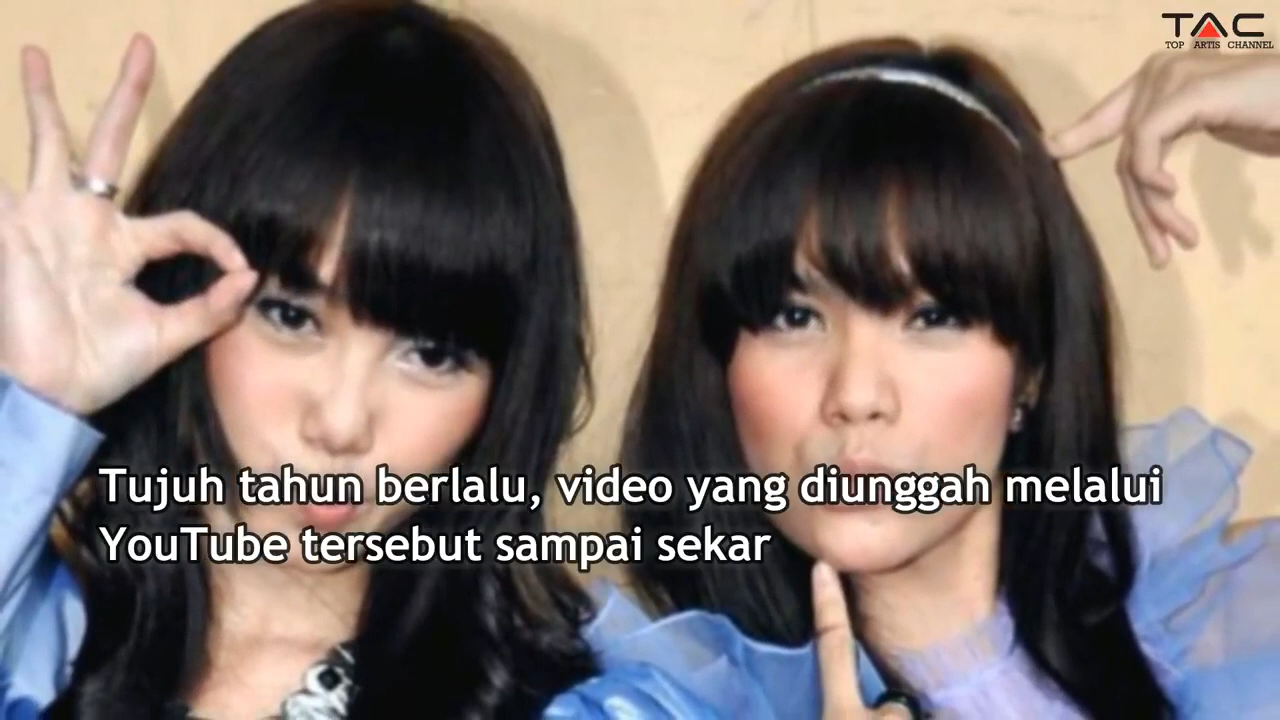 TAC
TOP ARTIS CHANNEL
Tujuh tahun berlalu, video yang diunggah melalui
YouTube tersebut sampai sekar